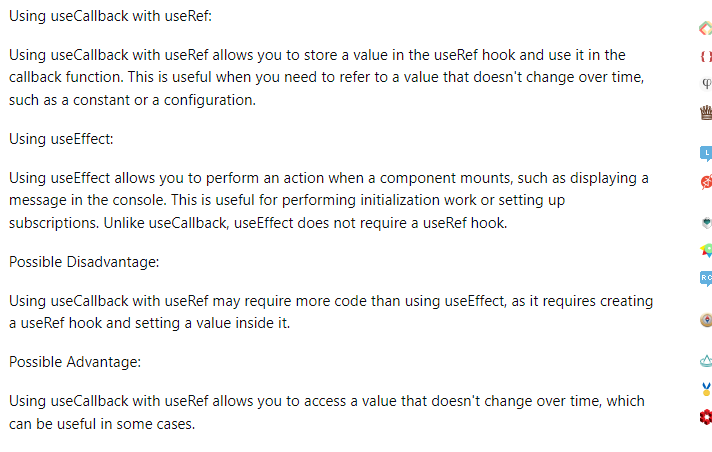 Using useCallback with useRef:
Using useCallback with useRef allows you to store a value in the useRef hook and use it in the
callback function. This is useful when you need to refer to a value that doesn't change over time,
such as a constant or a configuration.
Using useEffect:
Using useEffect allows you to perform an action when a component mounts, such as displaying a
message in the console. This is useful for performing initialization work or setting up
subscriptions. Unlike useCallback, useEffect does not require a useRef hook.
Possible Disadvantage:
Using useCallback with useRef may require more code than using useEffect, as it requires creating
a useRef hook and setting a value inside it.
Possible Advantage:
Using useCallback with useRef allows you to access a value that doesn't change over time, which
can be useful in some cases.